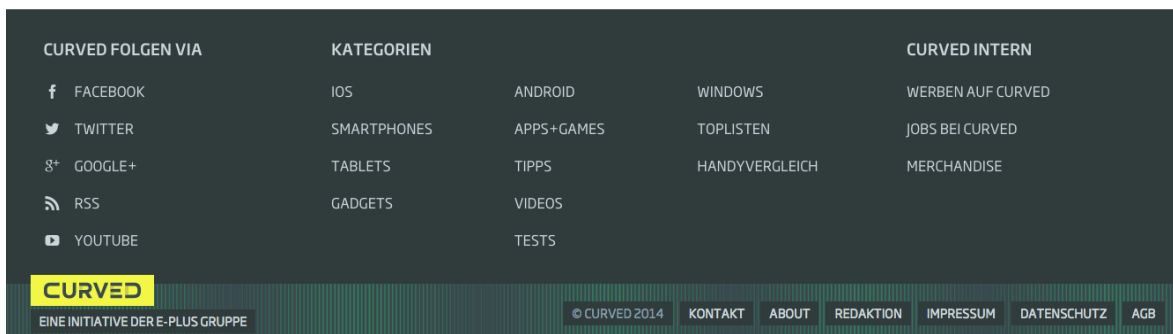 CURVED FOLGEN VIA
FACEBOOK
TWITTER
GOOGLE+
RSS
YOUTUBE
KATEGORIEN
IOS
SMARTPHONES
TABLETS
GADGETS
ANDROID
APPS+GAMES
TIPPS
VIDEOS
TESTS
WINDOWS
TOPLISTEN
HANDYVERGLEICH
CURVED INTERN
WERBEN AUF CURVED
JOBS BEI CURVED
MERCHANDISE
CURVED
EINE INITIATIVE DER E-PLUS GRUPPE
© CURVED 2014 KONTAKT ABOUT REDAKTION IMPRESSUM DATENSCHUTZ AGB